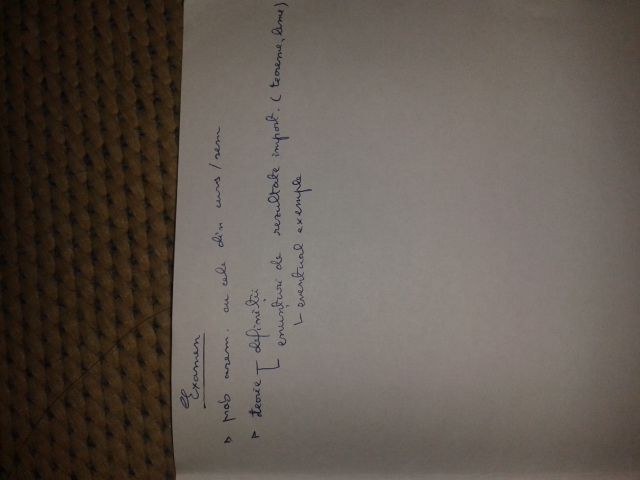 Examen
▷ prob asem. cu cele din curs / sem
▷ teorie definiții
enunțuri de rezultate import. (teoreme, leme)
eventual exemple